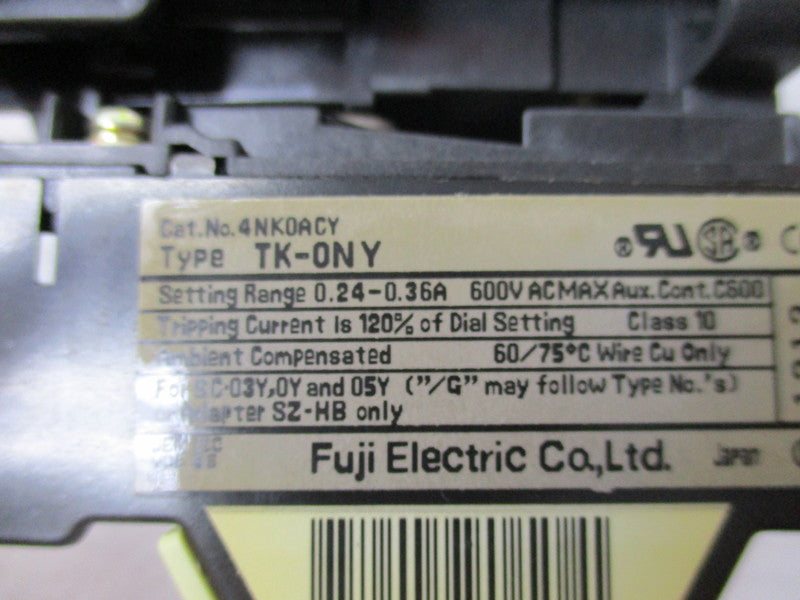 Cat.No.4NK0ACY
Type TK-0NY
Setting Range 0.24-0.36A 600V AC MAX Aux.Cont.C600
Tripping Current Is 120% of Dial Setting Class 10
Ambient Compensated 60/75°C Wire Cu Only
For SC-03Y,0Y and 05Y ("/G" may follow Type No.'s)
or adapter SZ-HB only
Fuji Electric Co.,Ltd. Japan